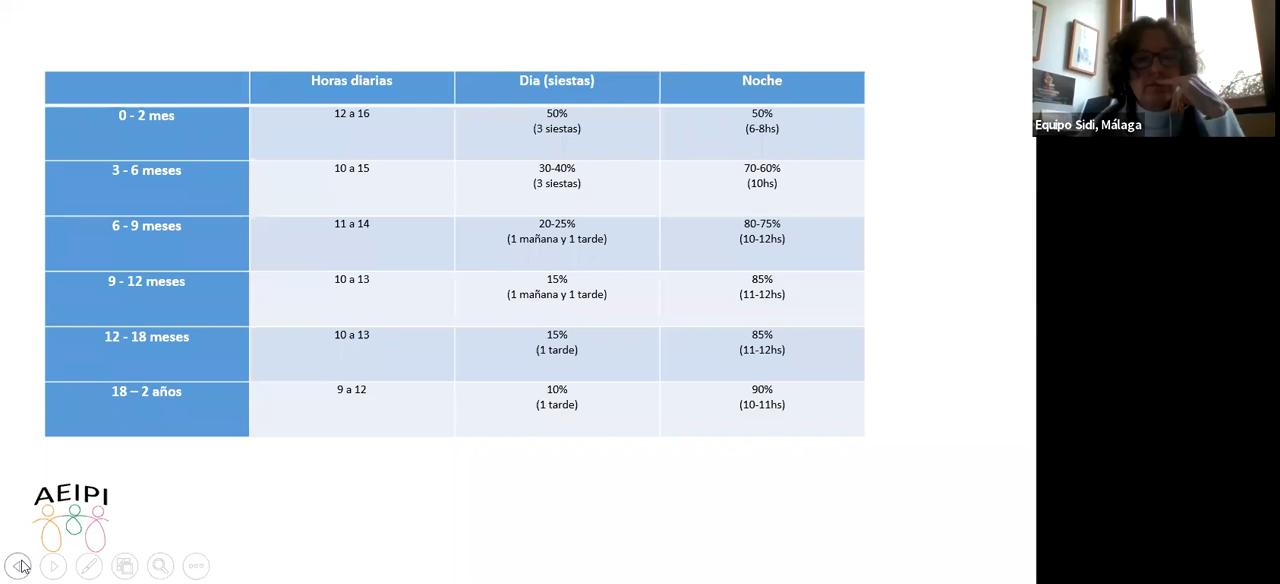 Horas diarias
Dia (siestas)
Noche
0 - 2 mes
12 a 16
50%
(3 siestas)
50%
(6-8hs)
3 - 6 meses
10 a 15
30-40%
(3 siestas)
70-60%
(10hs)
6 - 9 meses
11 a 14
20-25%
(1 mañana y 1 tarde)
80-75%
(10-12hs)
9 - 12 meses
10 a 13
15%
(1 mañana y 1 tarde)
85%
(11-12hs)
12 - 18 meses
10 a 13
15%
(1 tarde)
85%
(11-12hs)
18 – 2 años
9 a 12
10%
(1 tarde)
90%
(10-11hs)
AEIPI
Equipo Sidi, Málaga